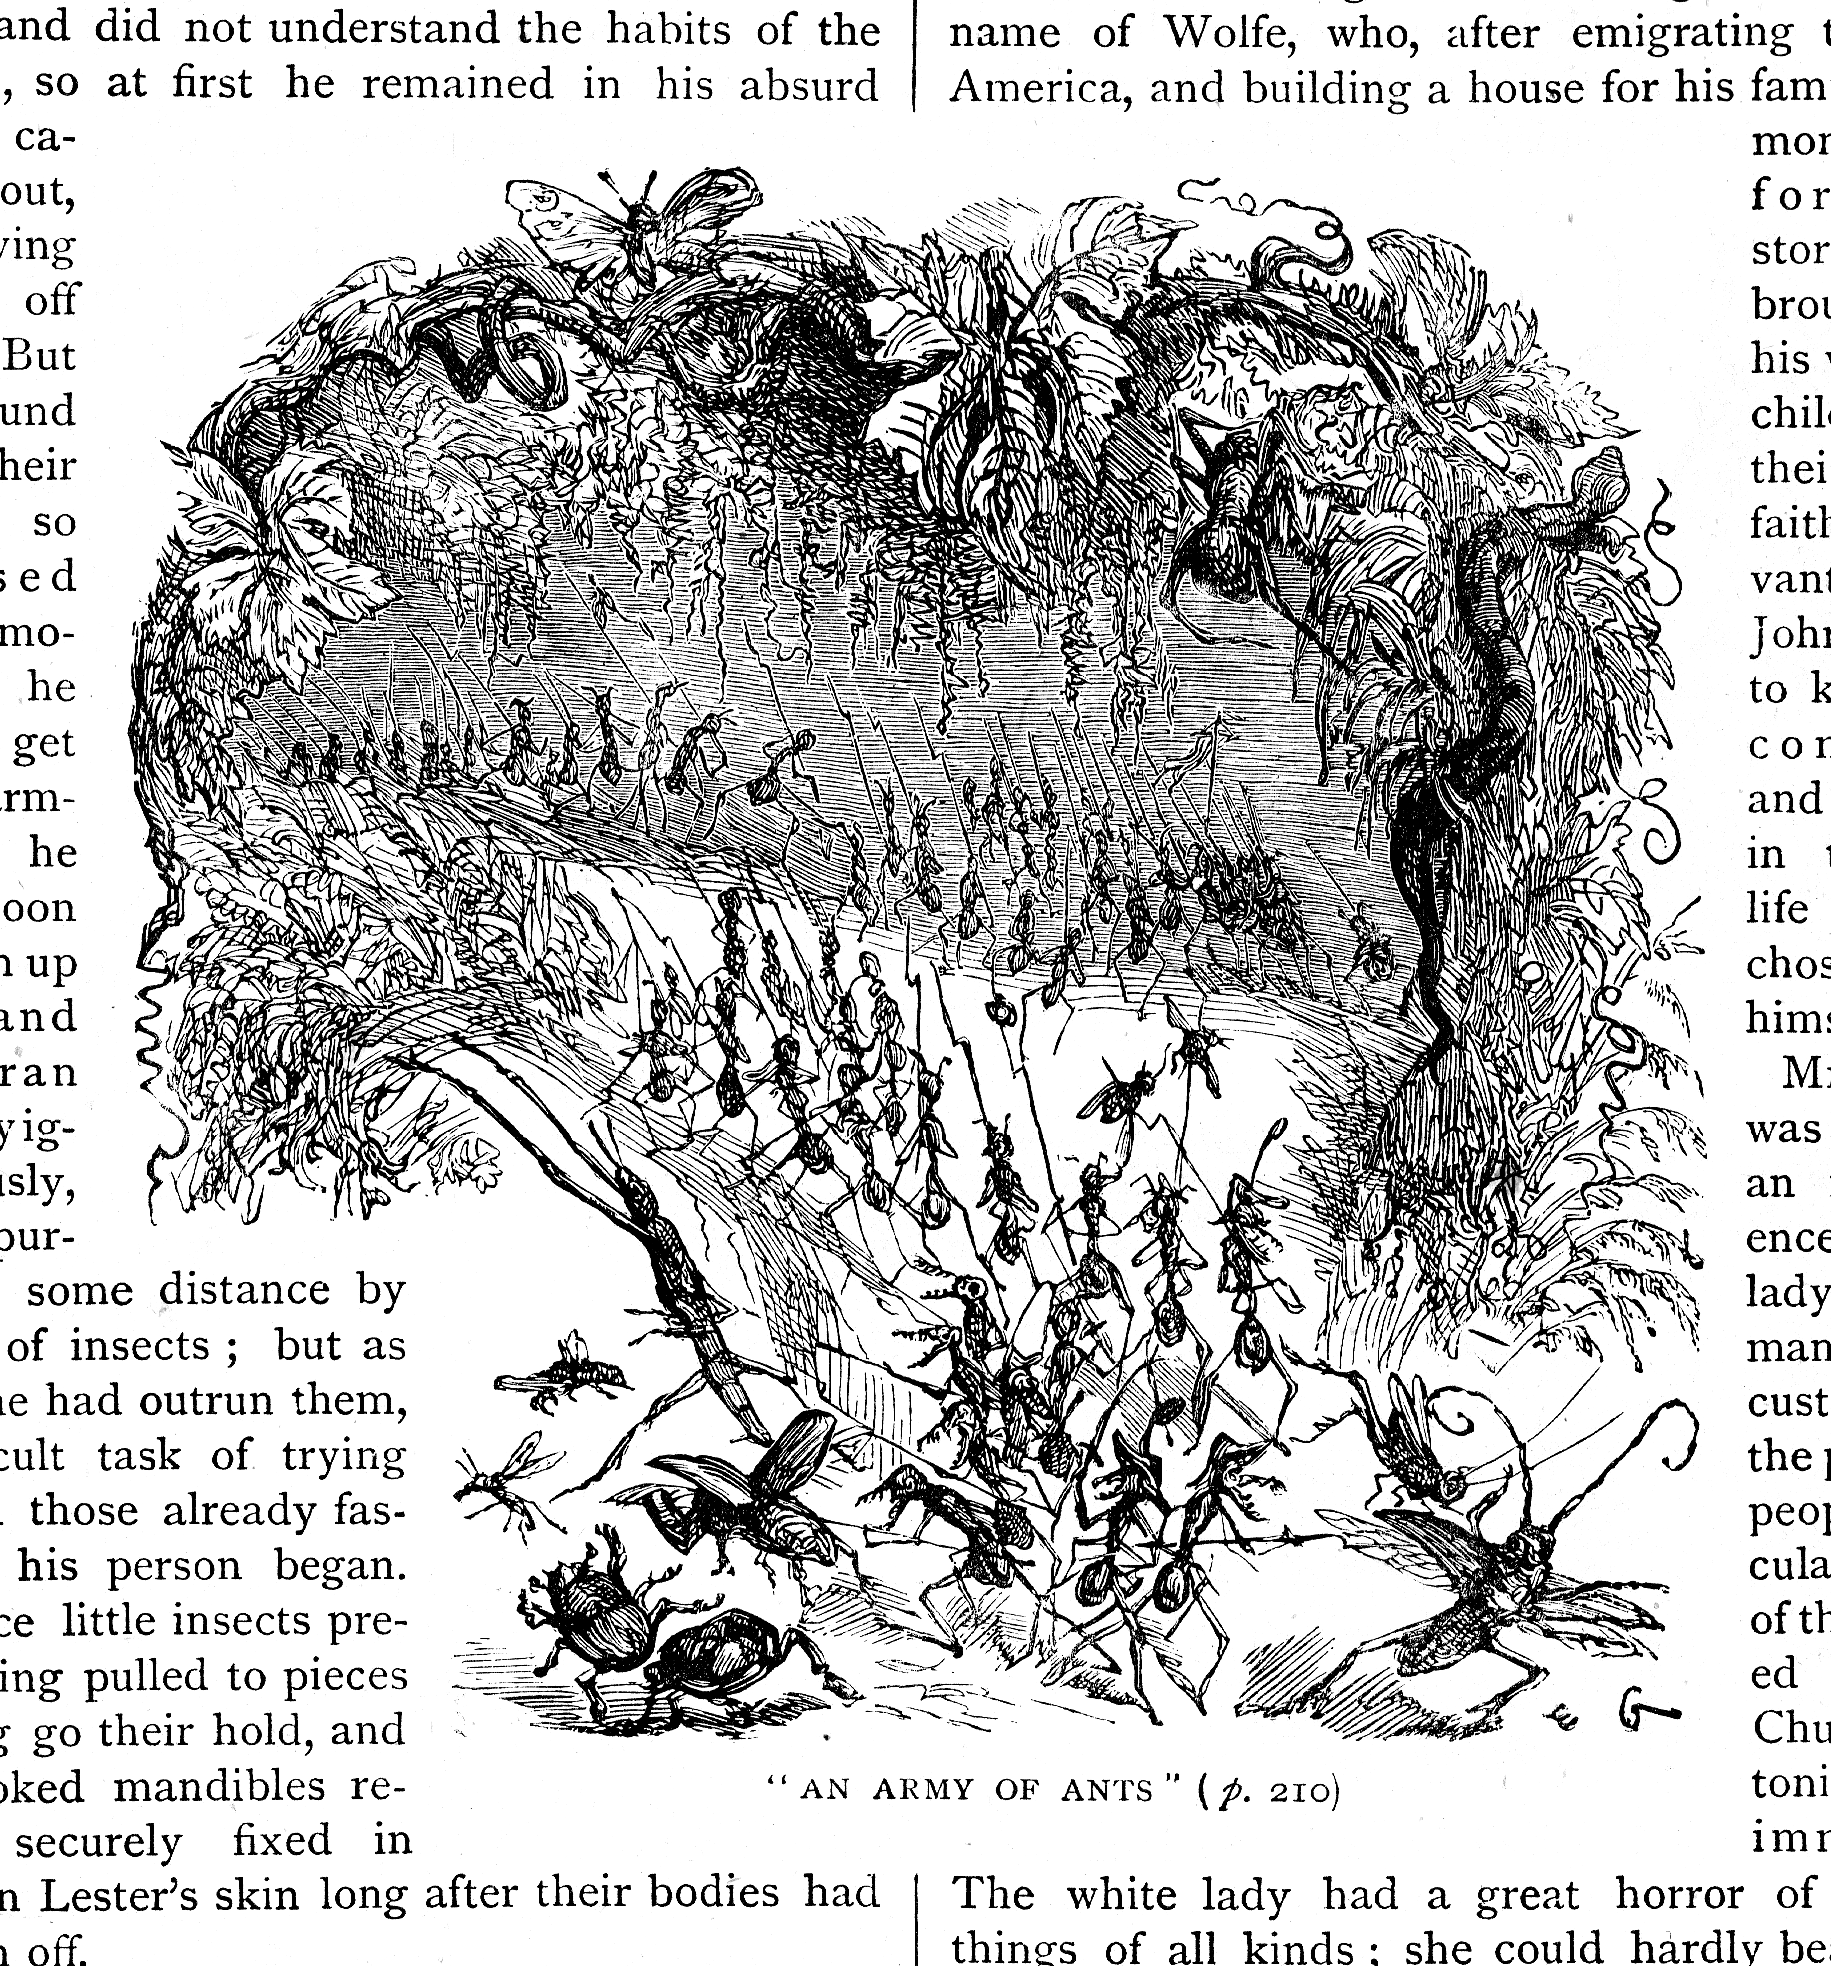 and did not understand the habits of the
, so at first he remained in his absurd
ca-
out,
ving
off
But
und
heir
so
sed
mo-
he
get
arm-
he
oon
n up
and
ran
y ig-
usly,
pur-
some distance by
of insects ; but as
he had outrun them,
cult task of trying
those already fas-
his person began.
ce little insects pre-
ing pulled to pieces
g go their hold, and
oked mandibles re-
securely fixed in
n Lester's skin long after their bodies had
n off.
name of Wolfe, who, after emigrating t
America, and building a house for his fam
mor
for
stor
brou
his
chil
thei
faith
vant
John
to k
con
and
in t
life
chos
hims
M
was
an
ence
lady
man
cust
the p
peop
cula
of th
ed
Chu
toni
imm
E G
"AN ARMY OF ANTS" (p. 210)
The white lady had a great horror of
things of all kinds ; she could hardly bea